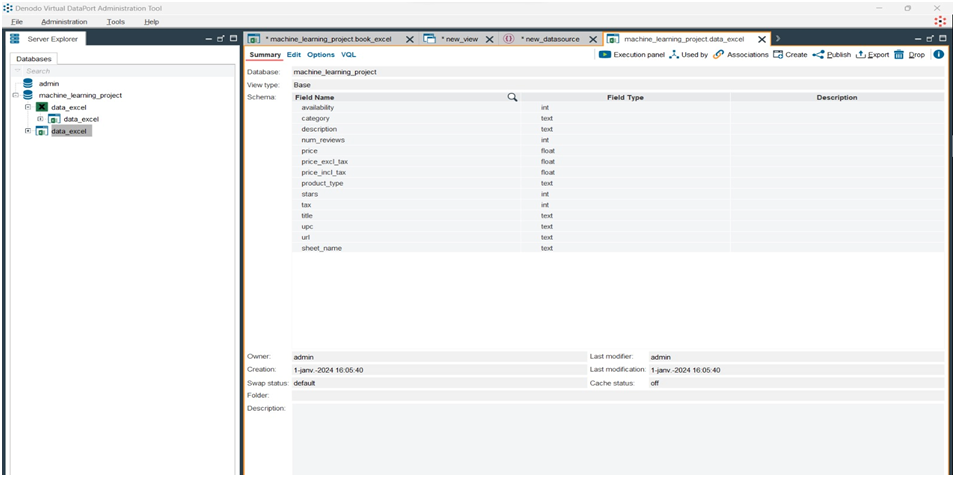 Denodo Virtual DataPort Administration Tool
File Administration Tools Help
Server Explorer
Databases
Search
admin
machine_learning_project
data_excel
data_excel
data_excel
* machine_learning_project.book_excel * new_view * new_datasource machine_learning_project.data_excel
Summary Edit Options VQL Execution panel Used by Associations Create Publish Export Drop
Database: machine_learning_project
View type: Base
Schema: Field Name Field Type Description
availability int
category text
description text
num_reviews int
price float
price_excl_tax float
price_incl_tax float
product_type text
stars int
tax int
title text
upc text
url text
sheet_name text
Owner: admin Last modifier: admin
Creation: 1-janv.-2024 16:05:40 Last modification: 1-janv.-2024 16:05:40
Swap status: default Cache status: off
Folder:
Description: